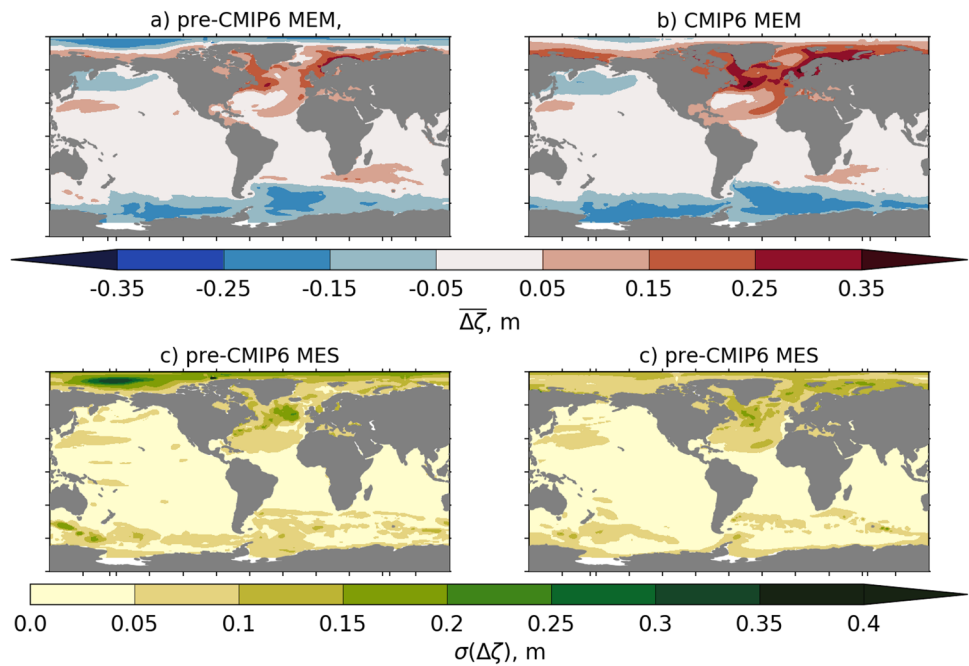 a) pre-CMIP6 MEM,
b) CMIP6 MEM
-0.35 -0.25 -0.15 -0.05 0.05 0.15 0.25 0.35
Δζ, m
c) pre-CMIP6 MES
c) pre-CMIP6 MES
0.0 0.05 0.1 0.15 0.2 0.25 0.3 0.35 0.4
σ(Δζ), m